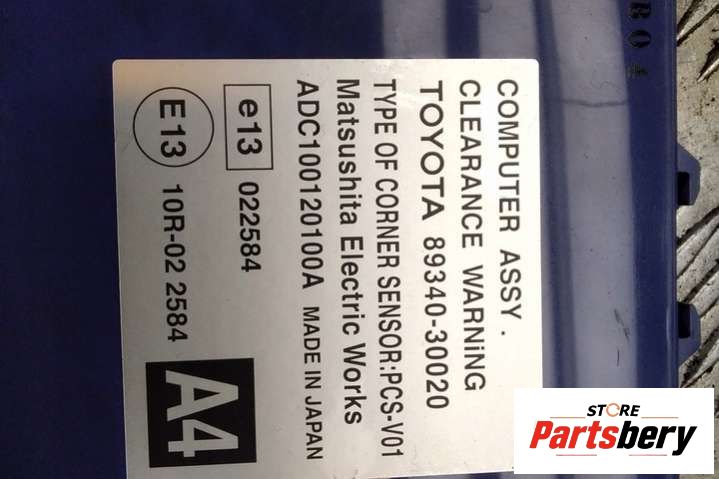 COMPUTER ASSY.
CLEARANCE WARNiNG
TOYOTA 89340-30020
TYPE OF CORNER SENSOR:PCS-V01
Matsushita Electric Works
ADC100120100A MADE IN JAPAN
e13 022584
E13 10R-02 2584
A4
STORE
Partsbery